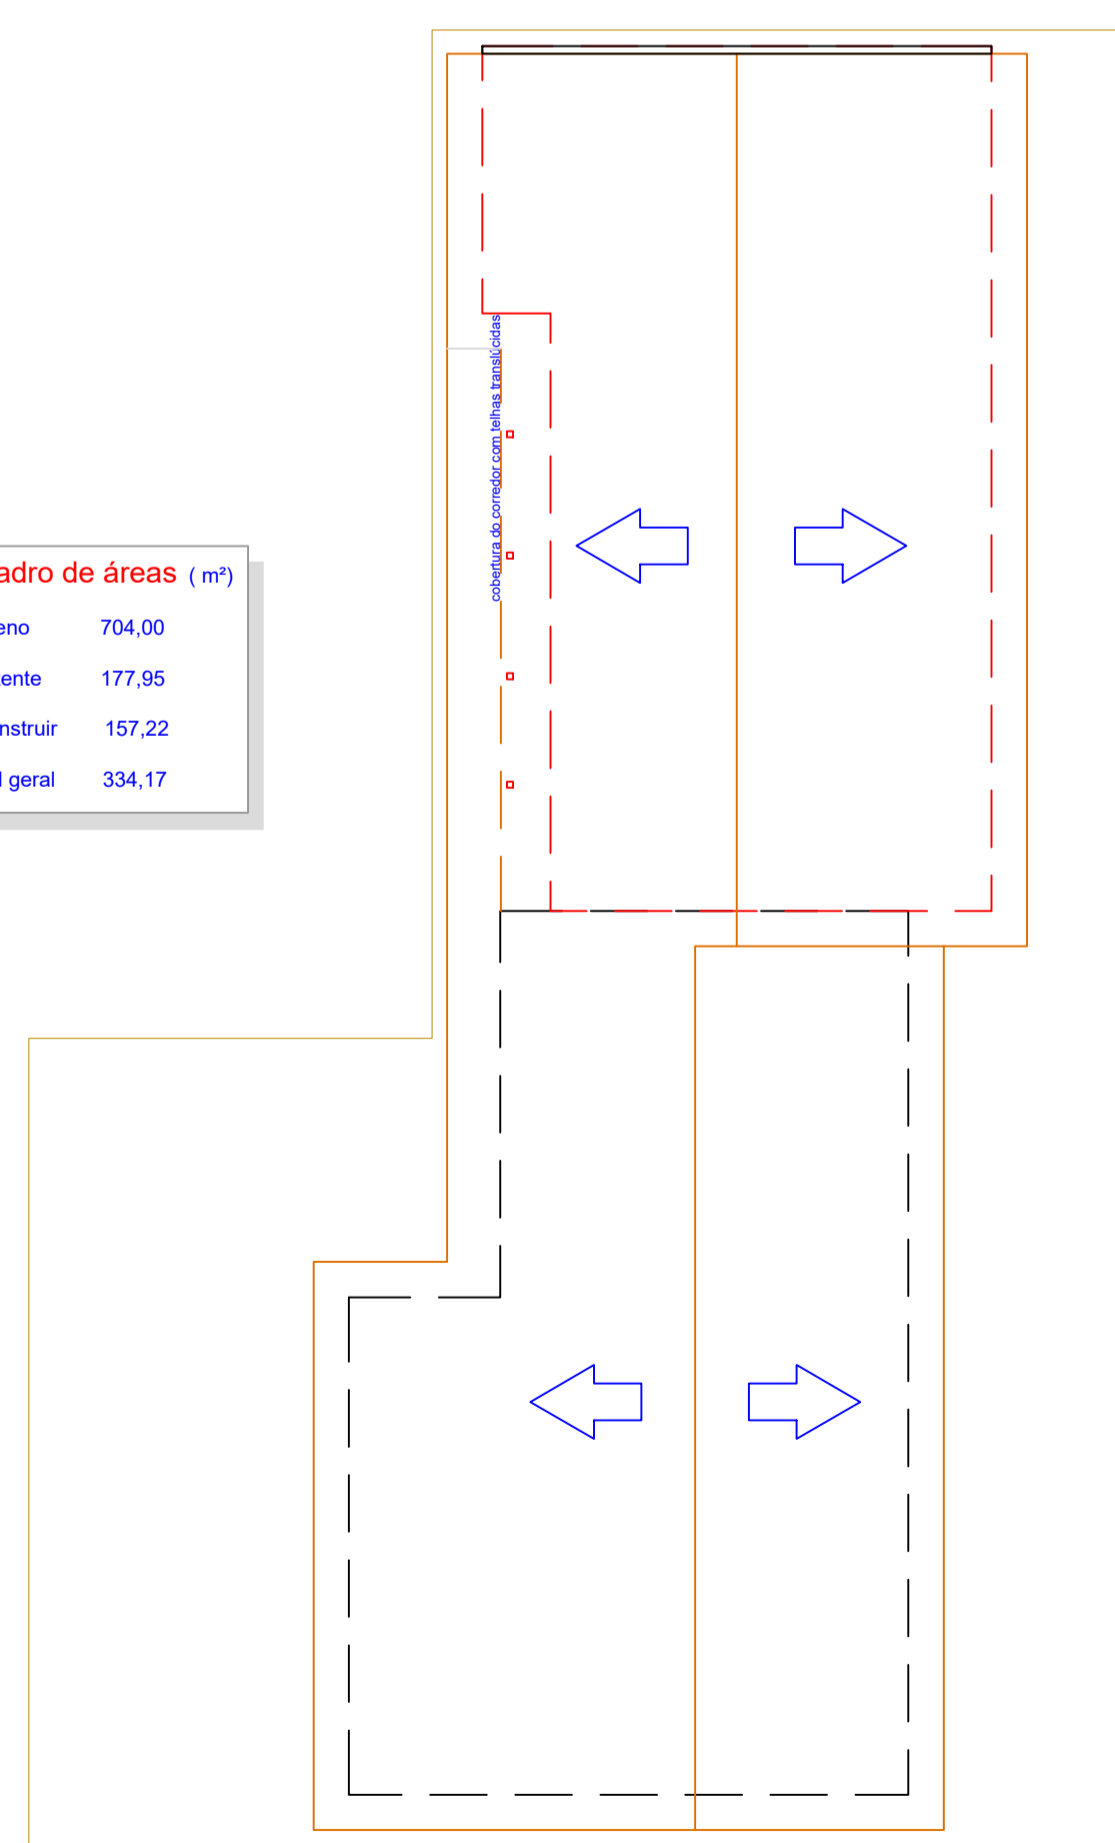 adro de áreas ( m²)
eno 704,00
tente 177,95
nstruir 157,22
l geral 334,17
cobertura do corredor com telhas translúcidas